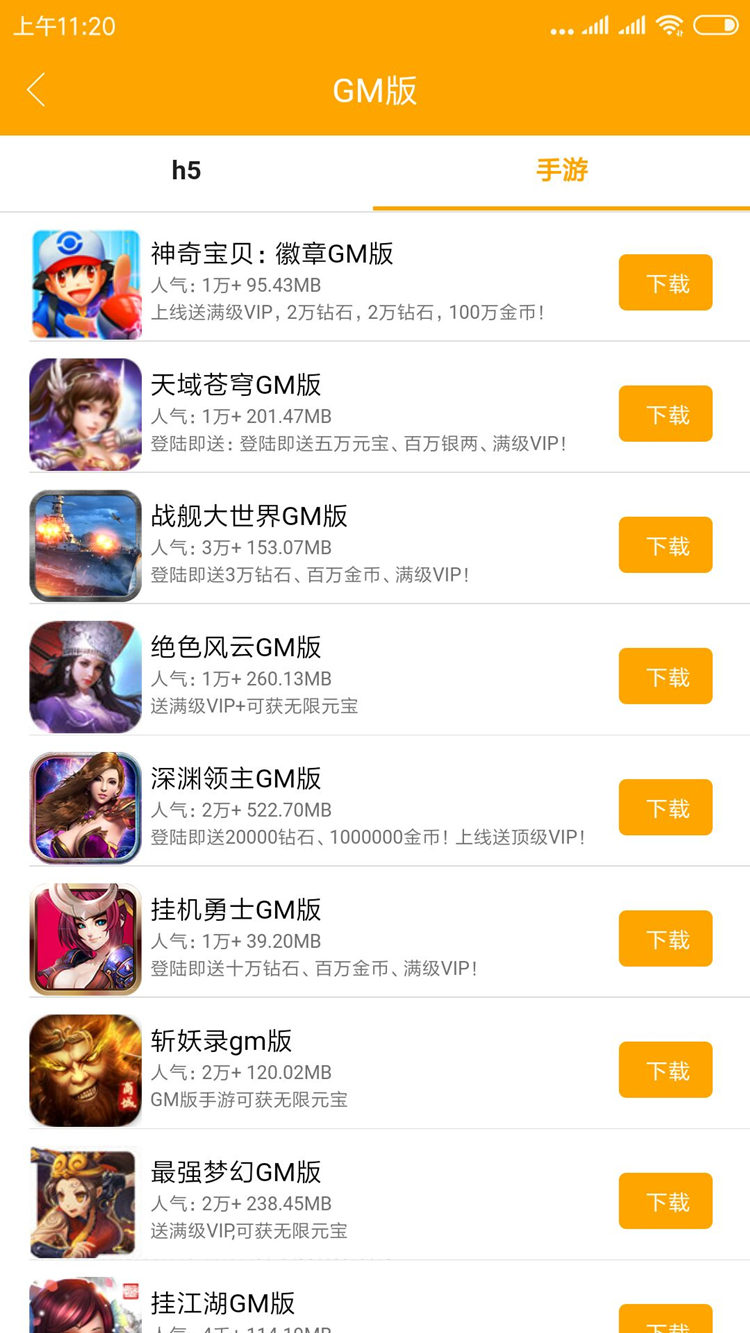 上午11:20
GM版
h5
手游
神奇宝贝：徽章GM版
人气：1万+ 95.43MB
上线送满级VIP，2万钻石，2万钻石，100万金币！
下载
天域苍穹GM版
人气：1万+ 201.47MB
登陆即送：登陆即送五万元宝、百万银两、满级VIP！
下载
战舰大世界GM版
人气：3万+ 153.07MB
登陆即送3万钻石、百万金币、满级VIP！
下载
绝色风云GM版
人气：1万+ 260.13MB
送满级VIP+可获无限元宝
下载
深渊领主GM版
人气：2万+ 522.70MB
登陆即送20000钻石、1000000金币！上线送顶级VIP！
下载
挂机勇士GM版
人气：1万+ 39.20MB
登陆即送十万钻石、百万金币、满级VIP！
下载
斩妖录gm版
人气：2万+ 120.02MB
GM版手游可获无限元宝
商城
下载
最强梦幻GM版
人气：2万+ 238.45MB
送满级VIP,可获无限元宝
下载
挂江湖GM版
人气：4万+ 114.19MB
下载